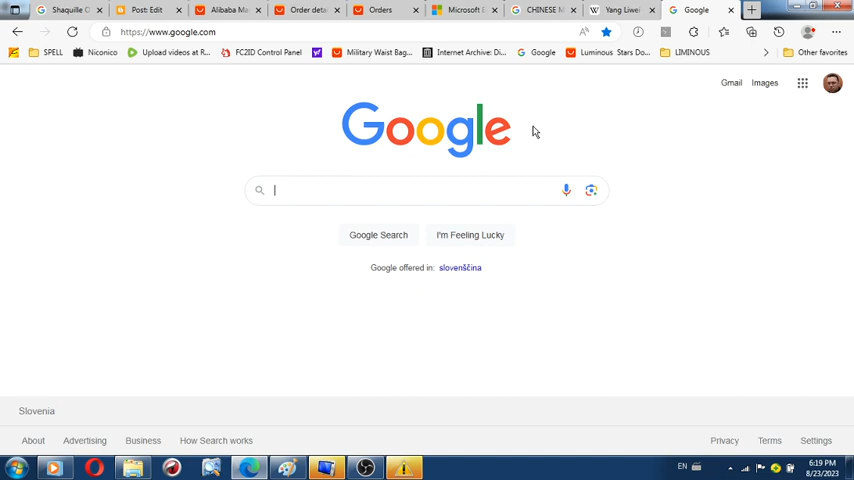 Shaquille O
Post: Edit
Alibaba Ma
Order deta
Orders
Microsoft E
CHINESE M
Yang Liwei
Google
https://www.google.com
SPELL
Niconico
Upload videos at R...
FC2ID Control Panel
Military Waist Bag...
Internet Archive: Di...
Google
Luminous Stars Do...
LIMINOUS
Other favorites
Gmail
Images
Google
Google Search
I'm Feeling Lucky
Google offered in: slovenščina
Slovenia
About
Advertising
Business
How Search works
Privacy
Terms
Settings
EN
6:19 PM
8/23/2023